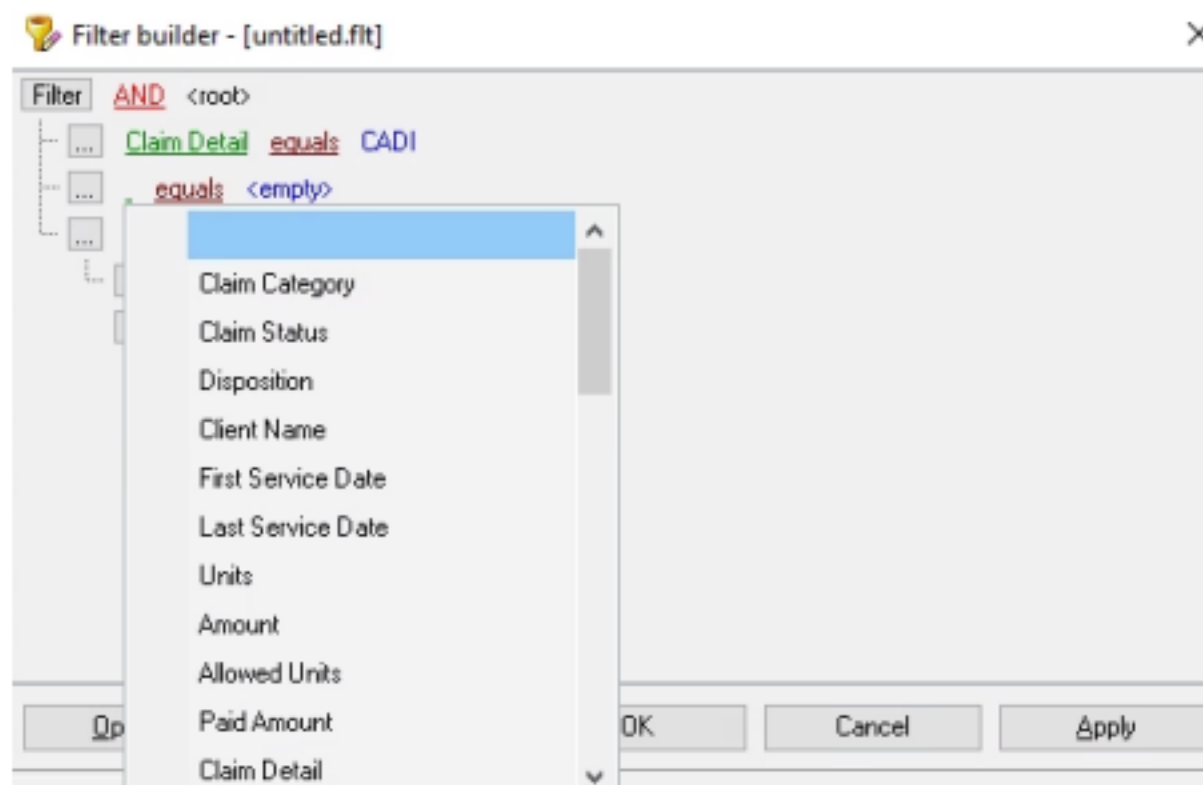 Filter builder - [untitled.flt]
Filter AND <root>
... Claim Detail equals CADI
... equals <empty>
...
Claim Category
Claim Status
Disposition
Client Name
First Service Date
Last Service Date
Units
Amount
Allowed Units
Paid Amount
Claim Detail
Op OK Cancel Apply